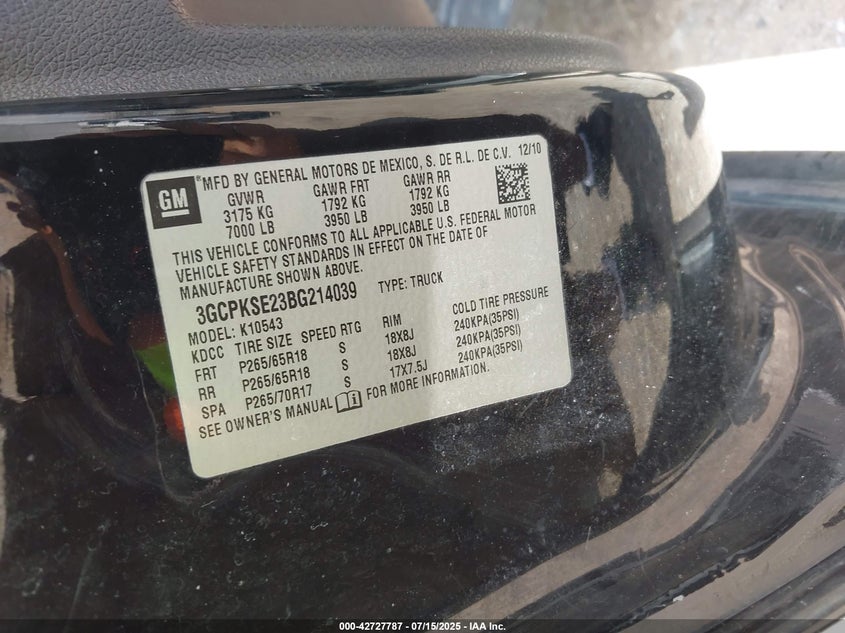 GM
*MFD BY GENERAL MOTORS DE MEXICO, S. DE R.L. DE C.V. 12/10
GVWR GAWR FRT GAWR RR
3175 KG 1792 KG 1792 KG
7000 LB 3950 LB 3950 LB
THIS VEHICLE CONFORMS TO ALL APPLICABLE U.S. FEDERAL MOTOR
VEHICLE SAFETY STANDARDS IN EFFECT ON THE DATE OF
MANUFACTURE SHOWN ABOVE.
3GCPKSE23BG214039 TYPE: TRUCK
MODEL: K10543
KDCC TIRE SIZE SPEED RTG RIM COLD TIRE PRESSURE
FRT P265/65R18 S 18X8J 240KPA(35PSI)
RR P265/65R18 S 18X8J 240KPA(35PSI)
SPA P265/70R17 S 17X7.5J 240KPA(35PSI)
SEE OWNER'S MANUAL FOR MORE INFORMATION.
000-42727787 - 07/15/2025 - IAA Inc.